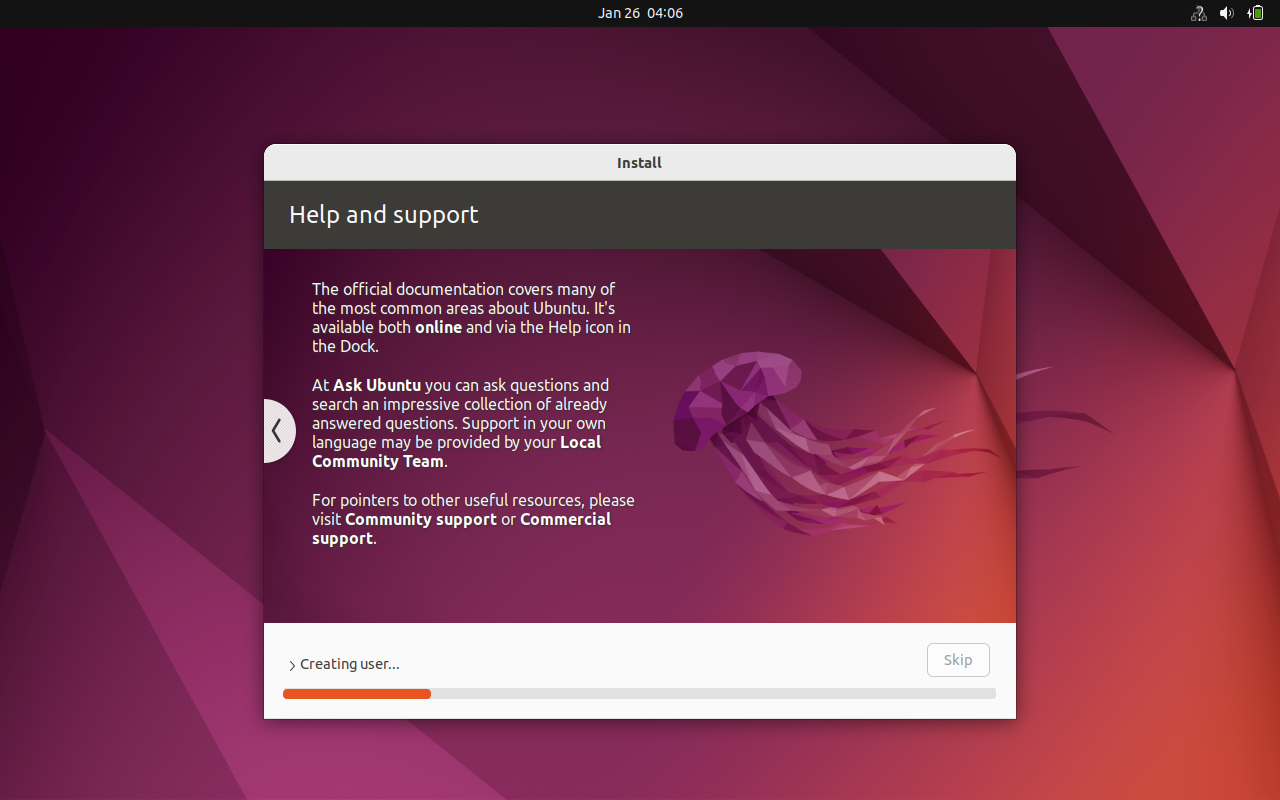 Jan 26 04:06
Install
Help and support
The official documentation covers many of
the most common areas about Ubuntu. It's
available both online and via the Help icon in
the Dock.
At Ask Ubuntu you can ask questions and
search an impressive collection of already
answered questions. Support in your own
language may be provided by your Local
Community Team.
For pointers to other useful resources, please
visit Community support or Commercial
support.
Creating user...
Skip